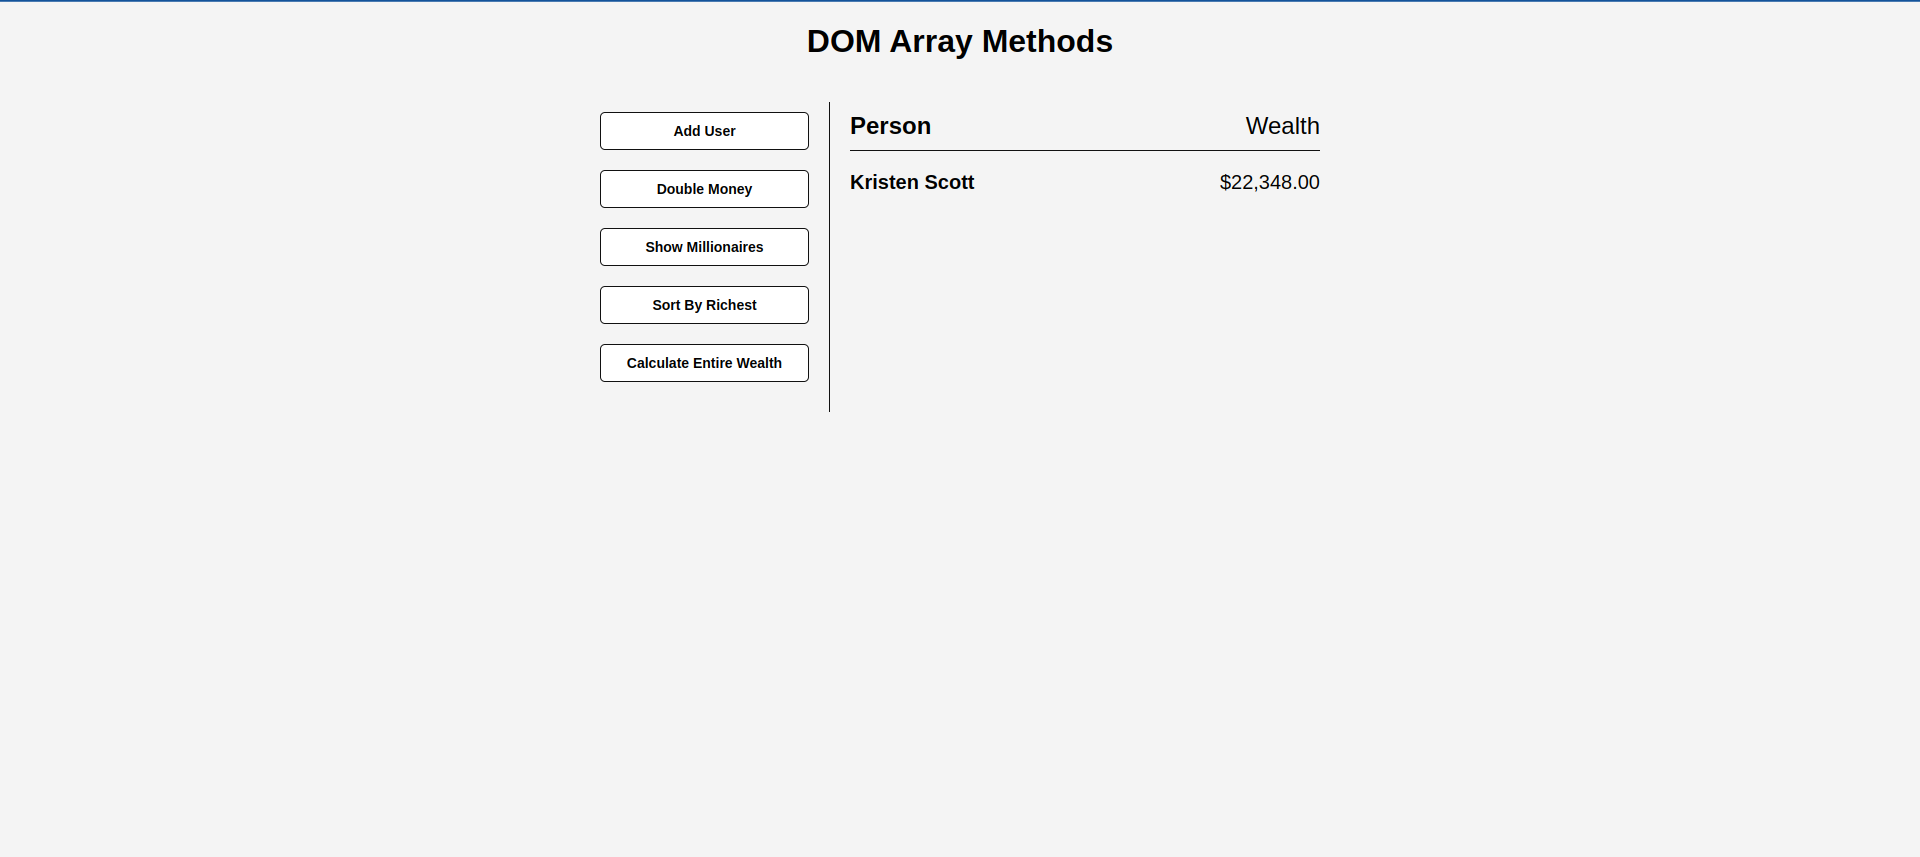 DOM Array Methods
Add User
Double Money
Show Millionaires
Sort By Richest
Calculate Entire Wealth
Person Wealth
Kristen Scott $22,348.00